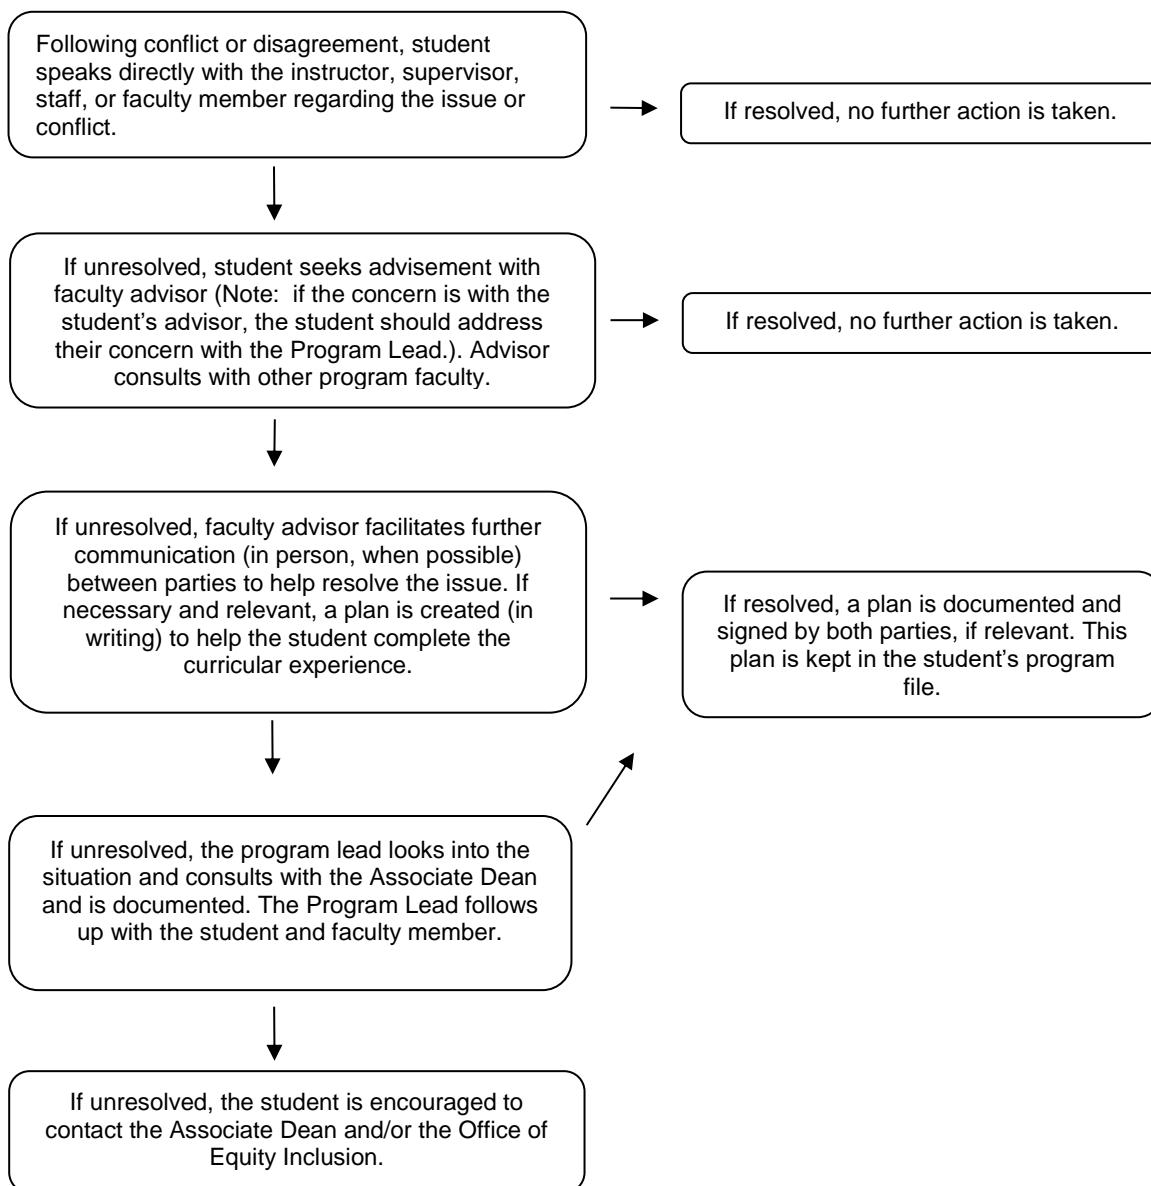 Following conflict or disagreement, student
speaks directly with the instructor, supervisor,
staff, or faculty member regarding the issue or
conflict.
If resolved, no further action is taken.
If unresolved, student seeks advisement with
faculty advisor (Note: if the concern is with the
student's advisor, the student should address
their concern with the Program Lead.). Advisor
consults with other program faculty.
If resolved, no further action is taken.
If unresolved, faculty advisor facilitates further
communication (in person, when possible)
between parties to help resolve the issue. If
necessary and relevant, a plan is created (in
writing) to help the student complete the
curricular experience.
If resolved, a plan is documented and
signed by both parties, if relevant. This
plan is kept in the student's program
file.
If unresolved, the program lead looks into the
situation and consults with the Associate Dean
and is documented. The Program Lead follows
up with the student and faculty member.
If unresolved, the student is encouraged to
contact the Associate Dean and/or the Office of
Equity Inclusion.